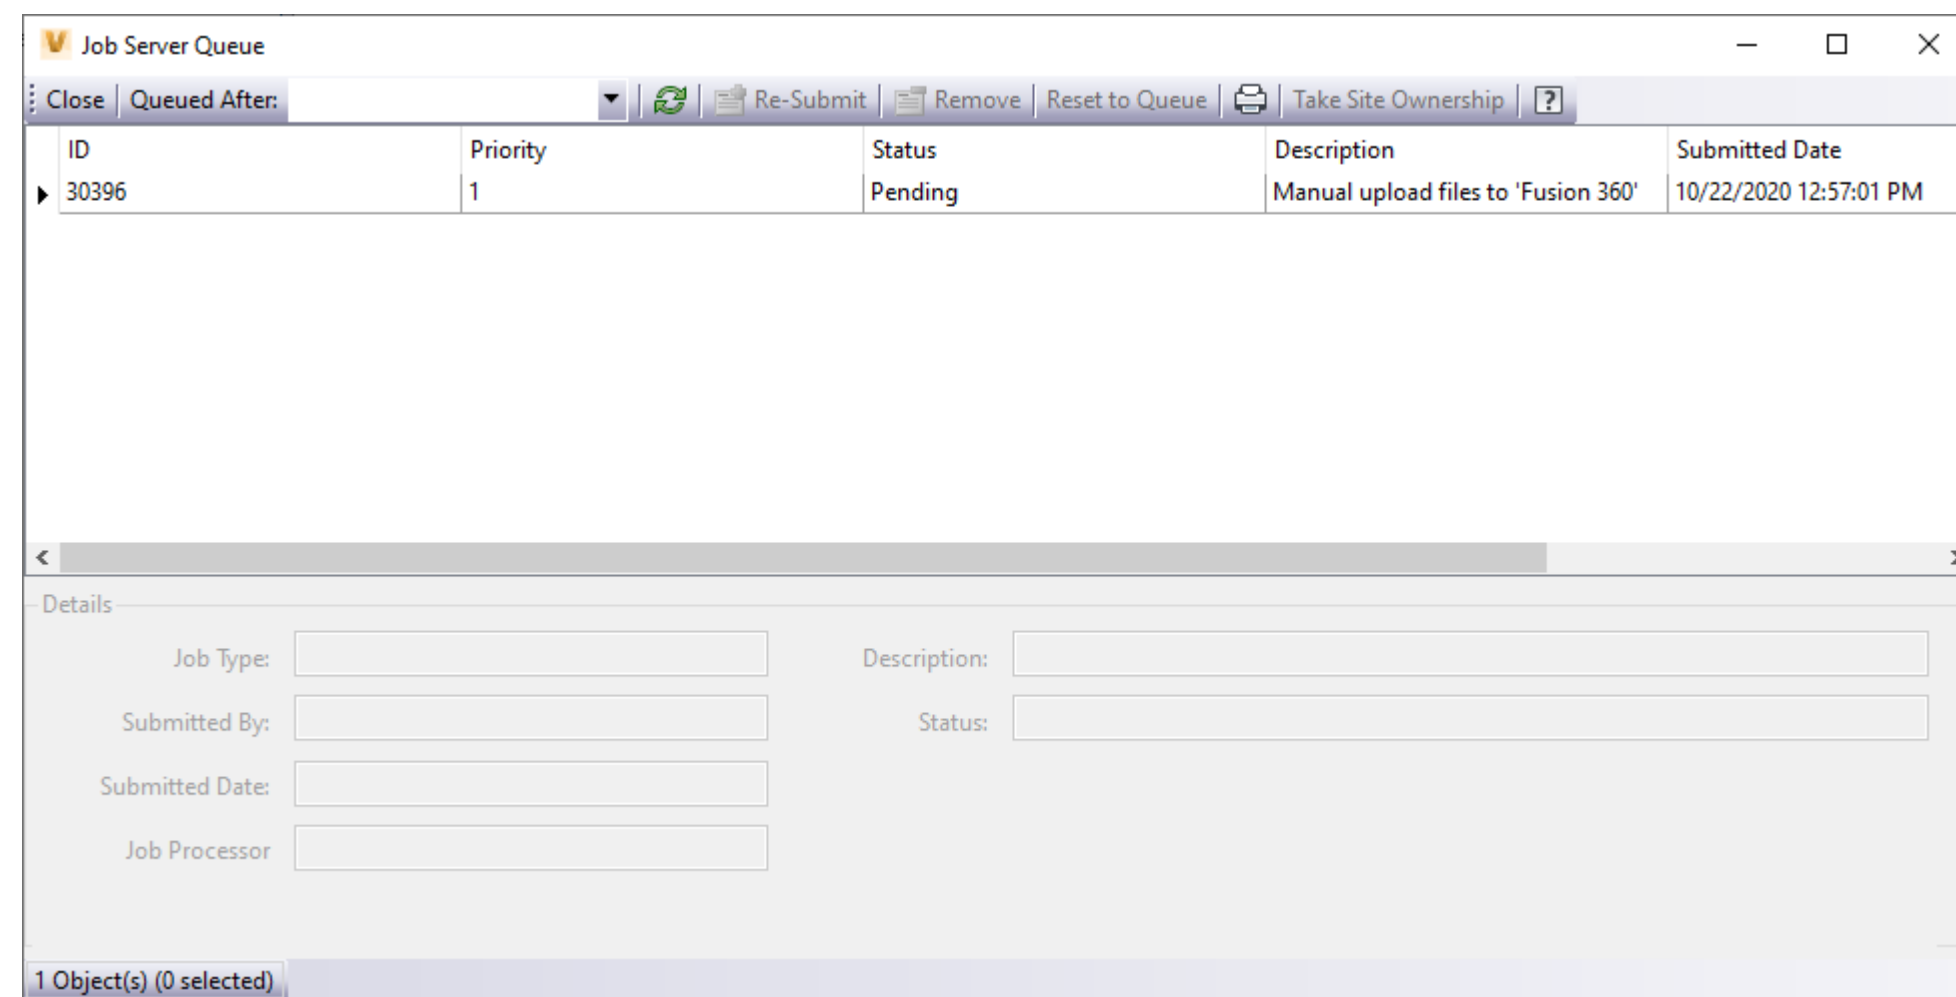 Job Server Queue
Close Queued After: Re-Submit Remove Reset to Queue Take Site Ownership
ID Priority Status Description Submitted Date
30396 1 Pending Manual upload files to 'Fusion 360' 10/22/2020 12:57:01 PM
Details
Job Type: Description:
Submitted By: Status:
Submitted Date:
Job Processor
1 Object(s) (0 selected)